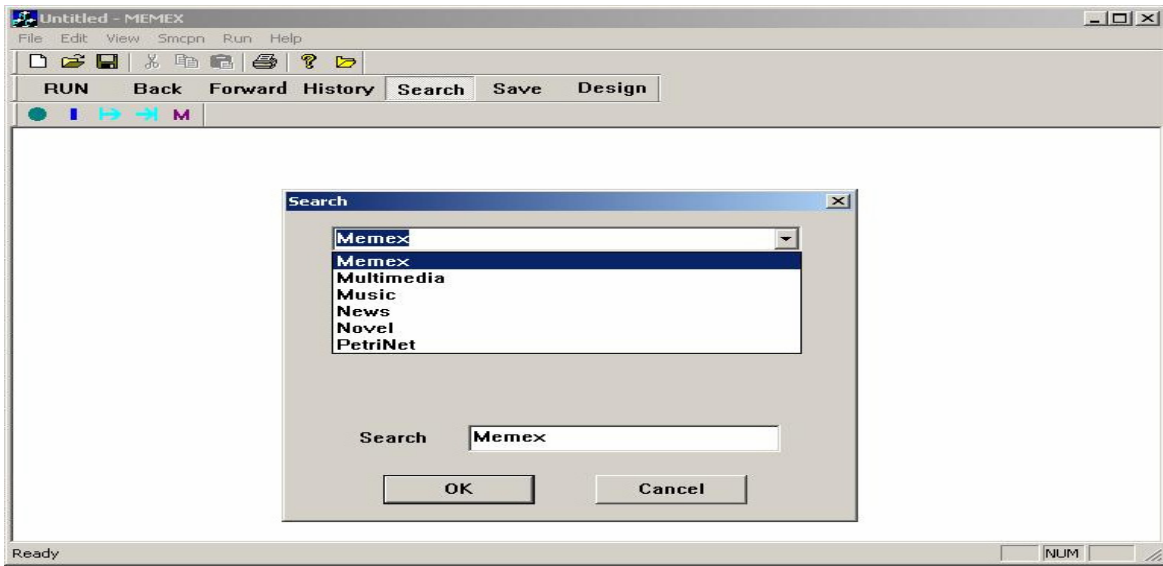 Untitled - MEMEX
File Edit View Smcpn Run Help
RUN Back Forward History Search Save Design
M
Search
Memex
Memex
Multimedia
Music
News
Novel
PetriNet
Search Memex
OK Cancel
Ready NUM